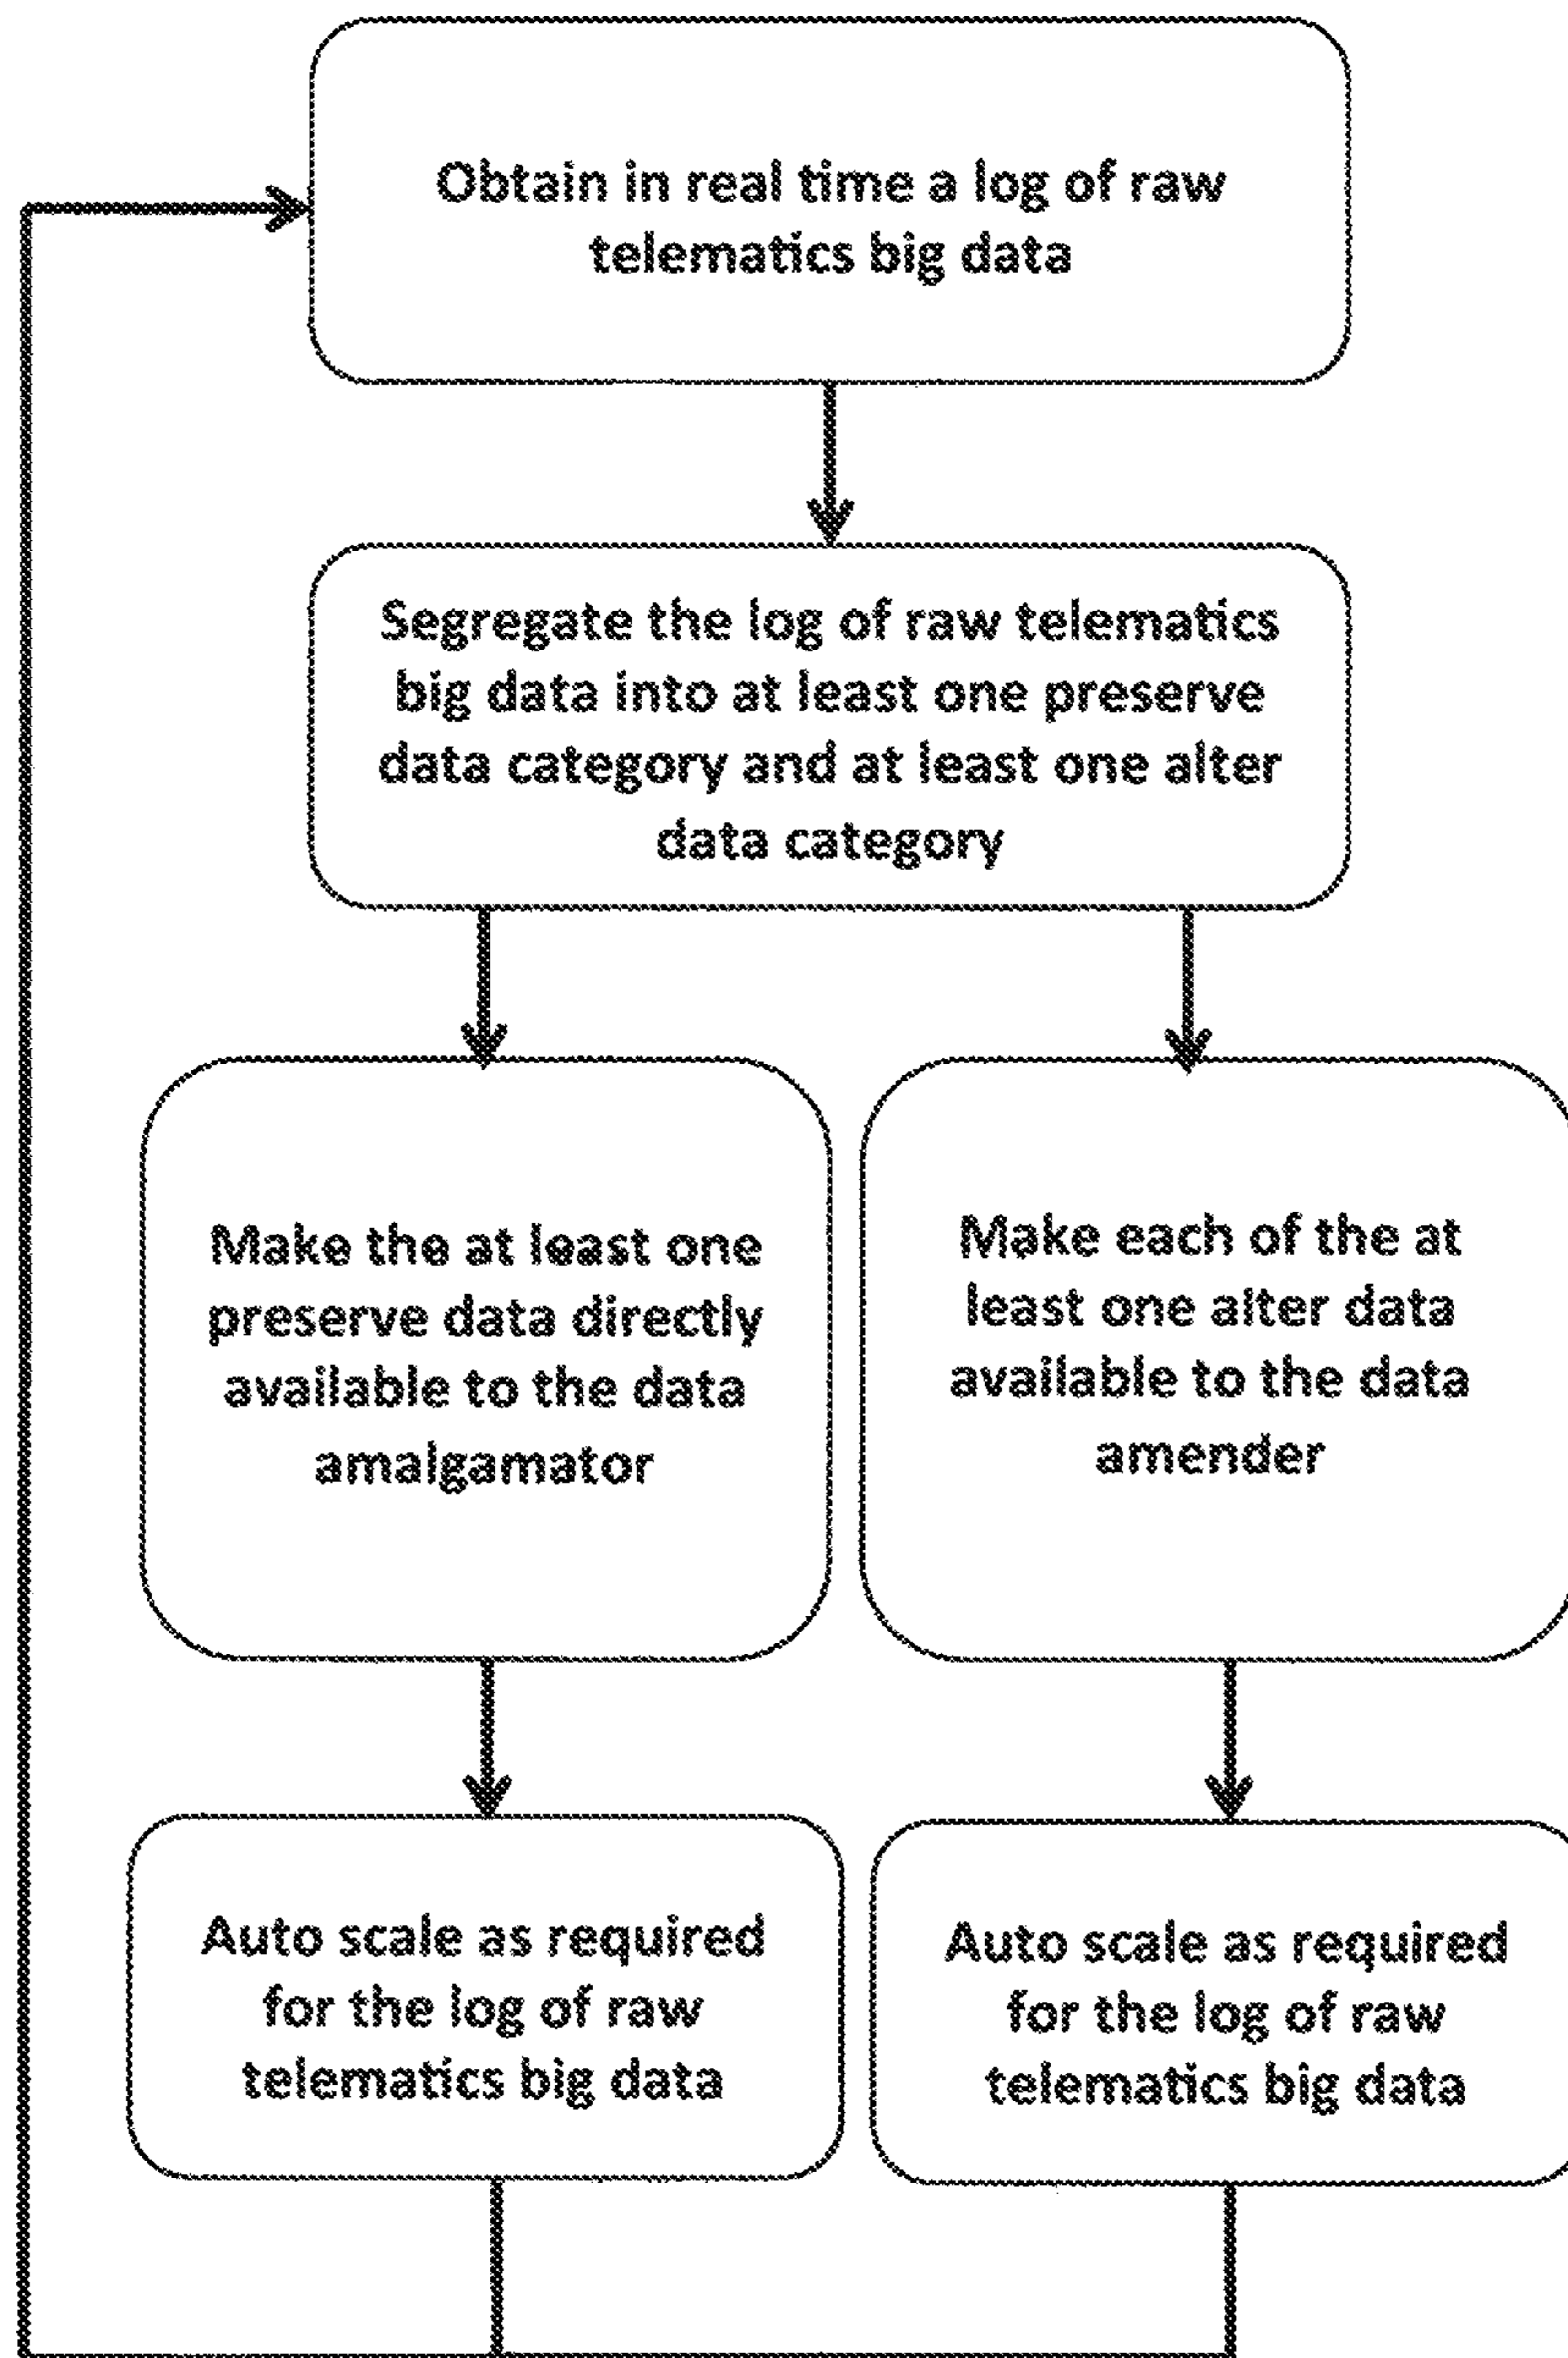 Obtain in real time a log of raw
telematics big data
Segregate the log of raw telematics
big data into at least one preserve
data category and at least one alter
data category
Make the at least one
preserve data directly
available to the data
amalgamator
Make each of the at
least one alter data
available to the data
amender
Auto scale as required
for the log of raw
telematics big data
Auto scale as required
for the log of raw
telematics big data